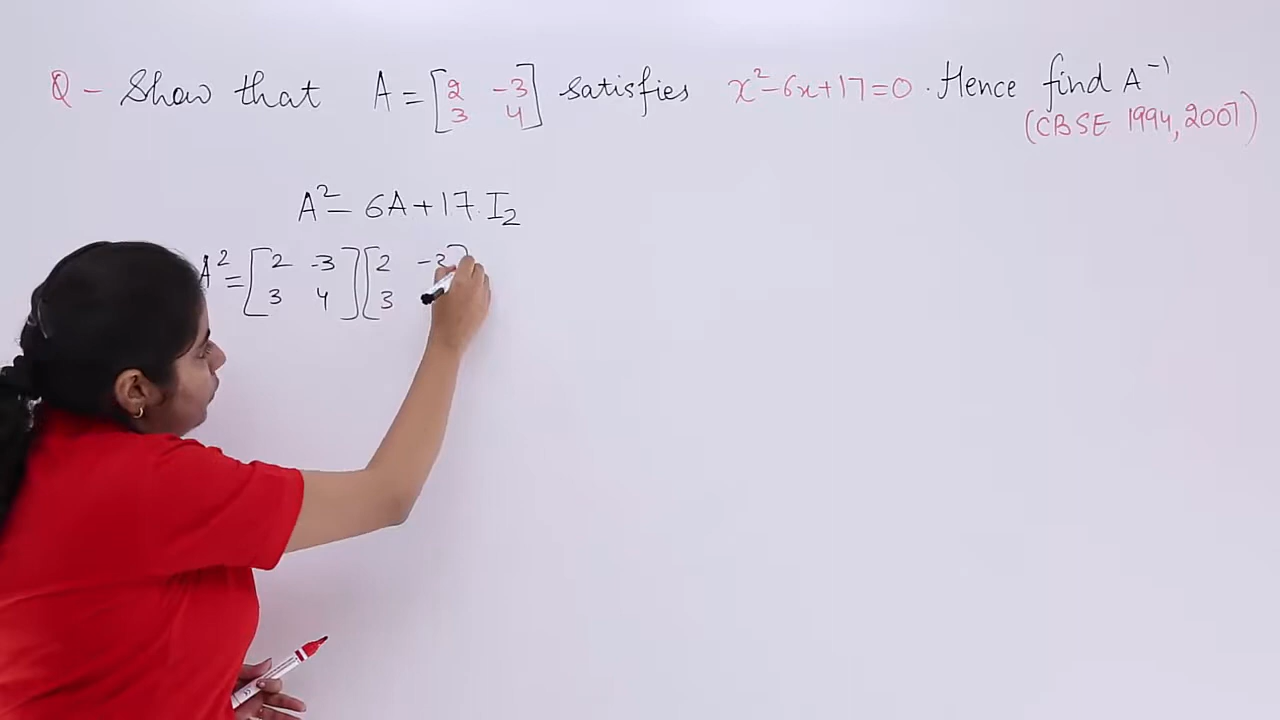 Q - Show that A = [2 -3 3 4] satisfies x² - 6x + 17 = 0 . Hence find A⁻¹
(CBSE 1994, 2007)
A² - 6A + 17. I₂
A² = [2 -3 3 4] [2 -3 3